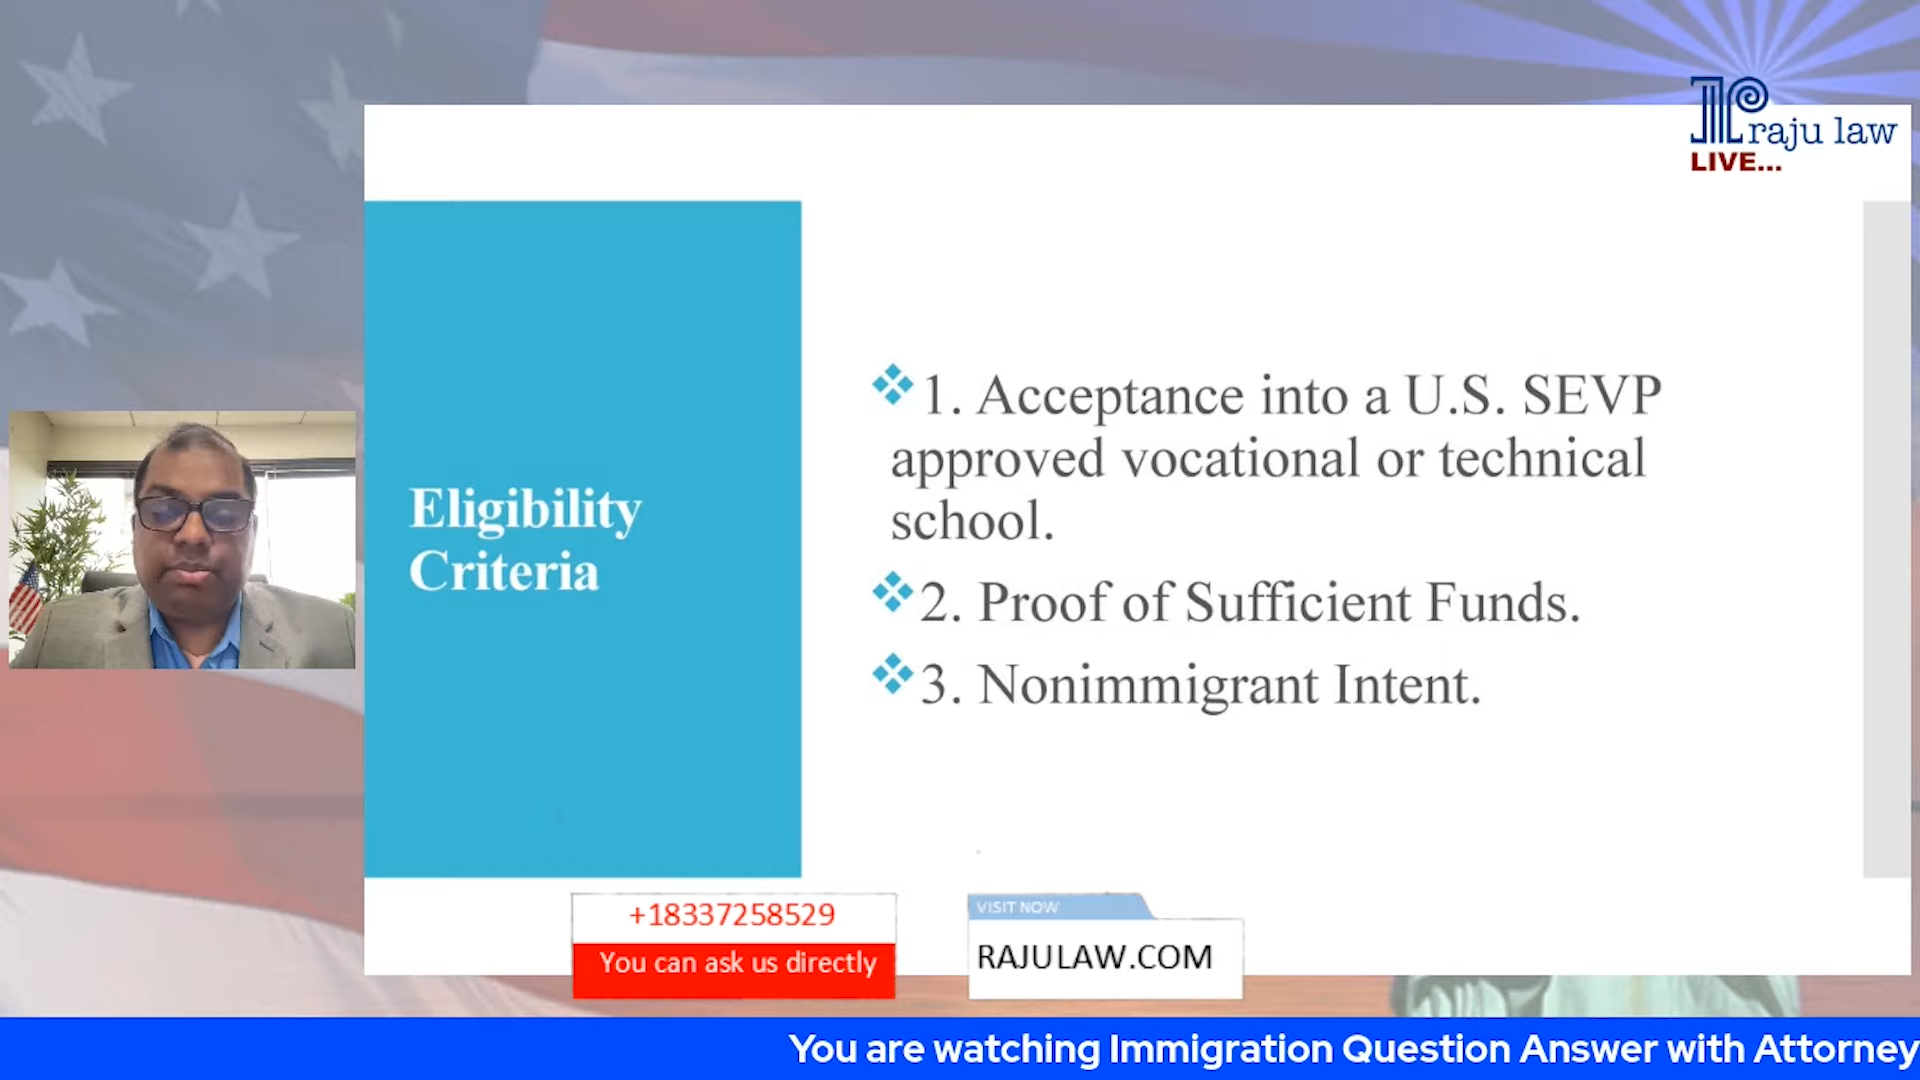 raju law
LIVE...
Eligibility
Criteria
1. Acceptance into a U.S. SEVP
approved vocational or technical
school.
2. Proof of Sufficient Funds.
3. Nonimmigrant Intent.
+18337258529
You can ask us directly
VISIT NOW
RAJULAW.COM
You are watching Immigration Question Answer with Attorney